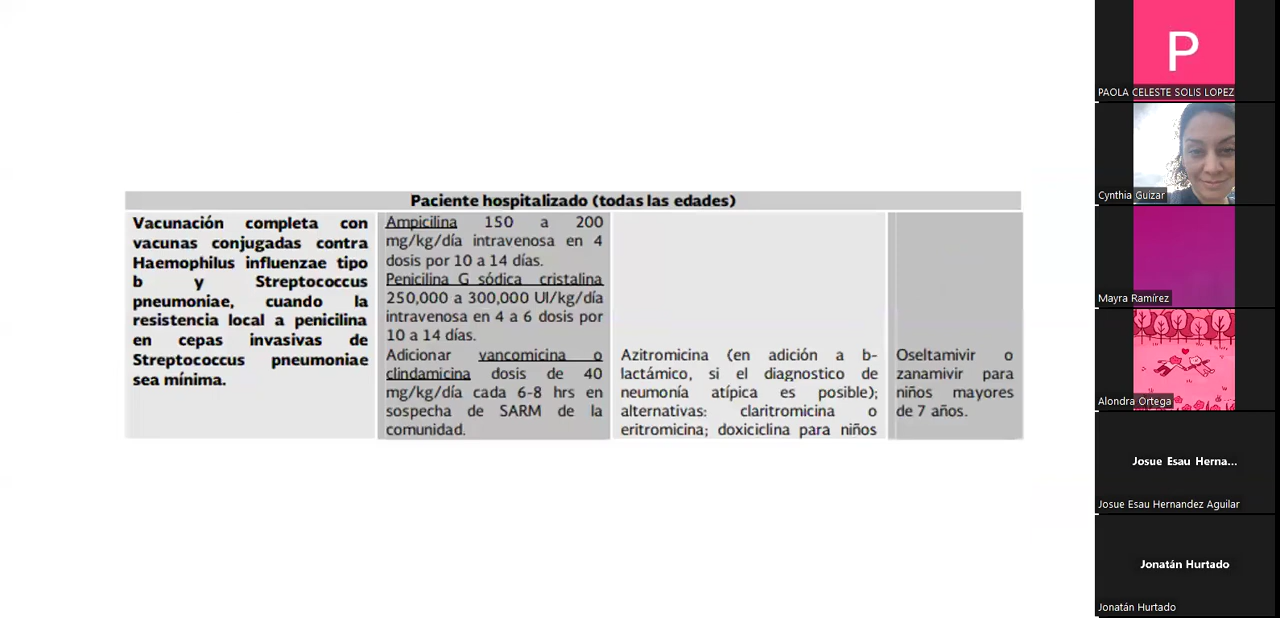 Paciente hospitalizado (todas las edades)
Vacunación completa con
vacunas conjugadas contra
Haemophilus influenzae tipo
b y Streptococcus
pneumoniae, cuando la
resistencia local a penicilina
en cepas invasivas de
Streptococcus pneumoniae
sea mínima.
Ampicilina 150 a 200
mg/kg/día intravenosa en 4
dosis por 10 a 14 días.
Penicilina G sódica cristalina
250,000 a 300,000 UI/kg/día
intravenosa en 4 a 6 dosis por
10 a 14 días.
Adicionar vancomicina o
clindamicina dosis de 40
mg/kg/día cada 6-8 hrs en
sospecha de SARM de la
comunidad.
Azitromicina (en adición a b-
lactámico, si el diagnostico de
neumonía atípica es posible);
alternativas: claritromicina o
eritromicina; doxiciclina para niños
Oseltamivir o
zanamivir para
niños mayores
de 7 años.
P
PAOLA CELESTE SOLIS LOPEZ
Cynthia Guizar
Mayra Ramírez
Alondra Ortega
Josue Esau Herna...
Josue Esau Hernandez Aguilar
Jonatán Hurtado
Jonatán Hurtado